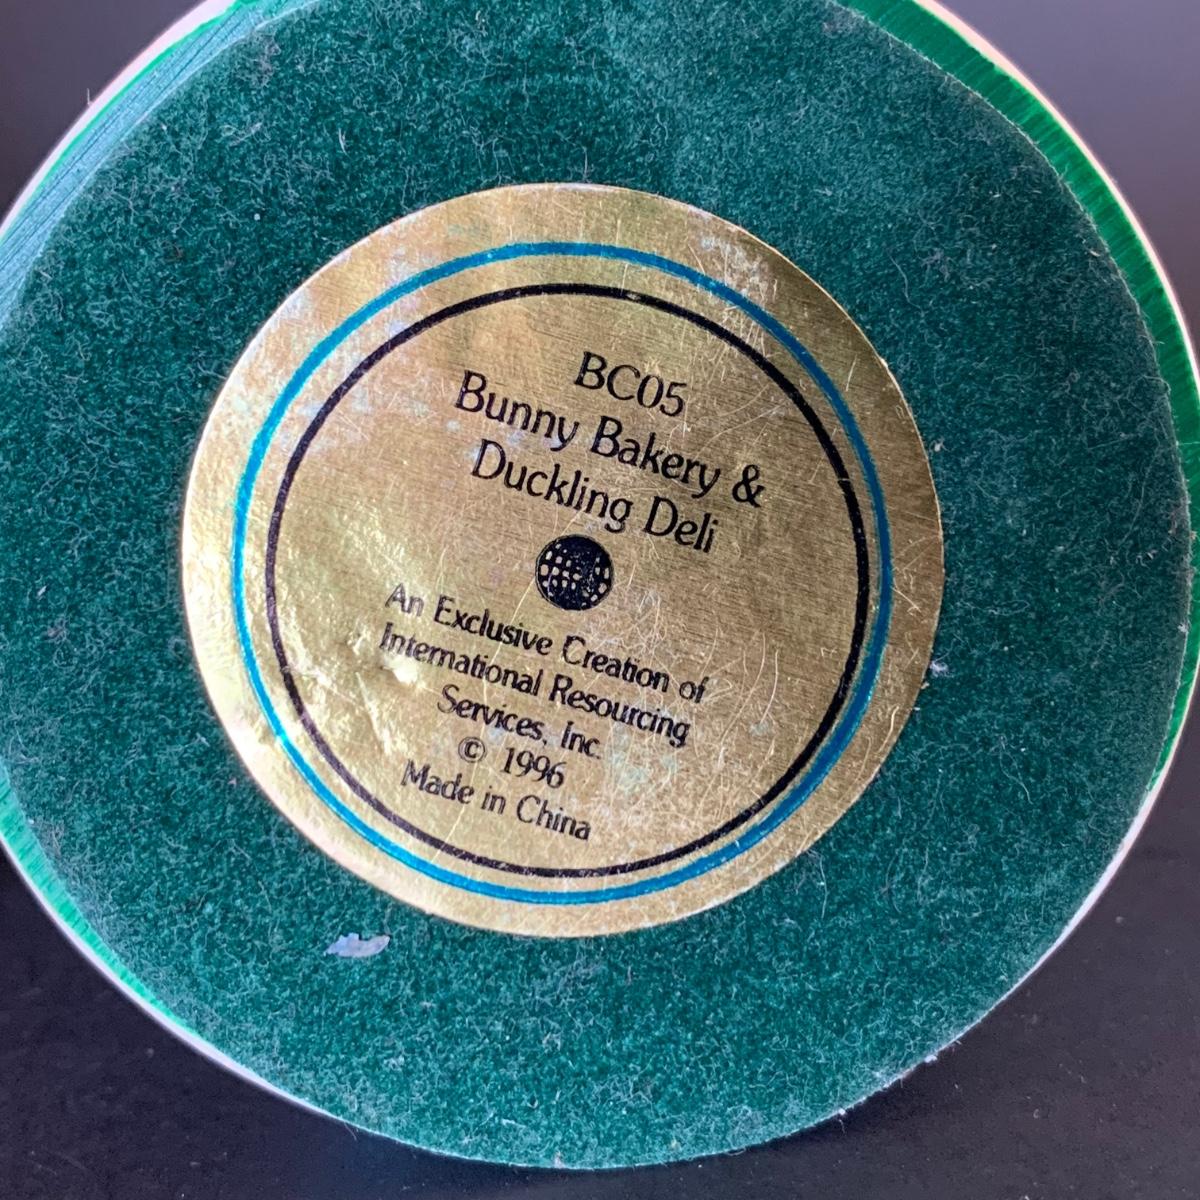 BC05
Bunny Bakery &
Duckling Deli
An Exclusive Creation of
International Resourcing
Services, Inc.
© 1996
Made in China